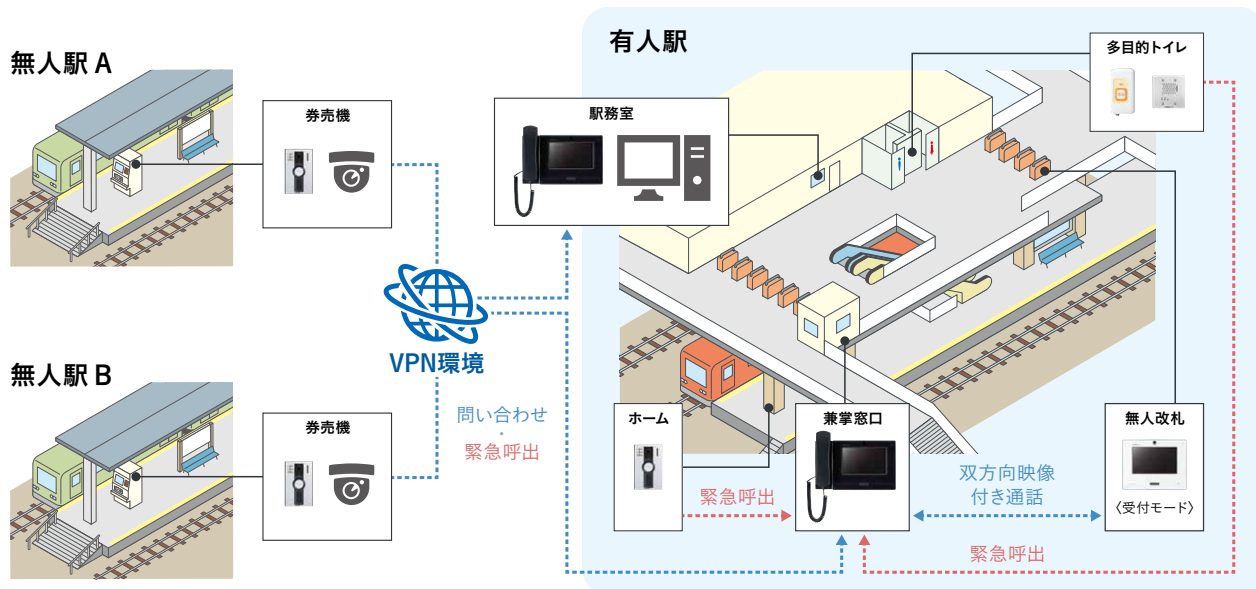 無人駅 A
券売機
無人駅 B
券売機
VPN環境
問い合わせ
・
緊急呼出
有人駅
駅務室
多目的トイレ
ホーム
緊急呼出
兼掌窓口
双方向映像
付き通話
無人改札
〈受付モード〉
緊急呼出